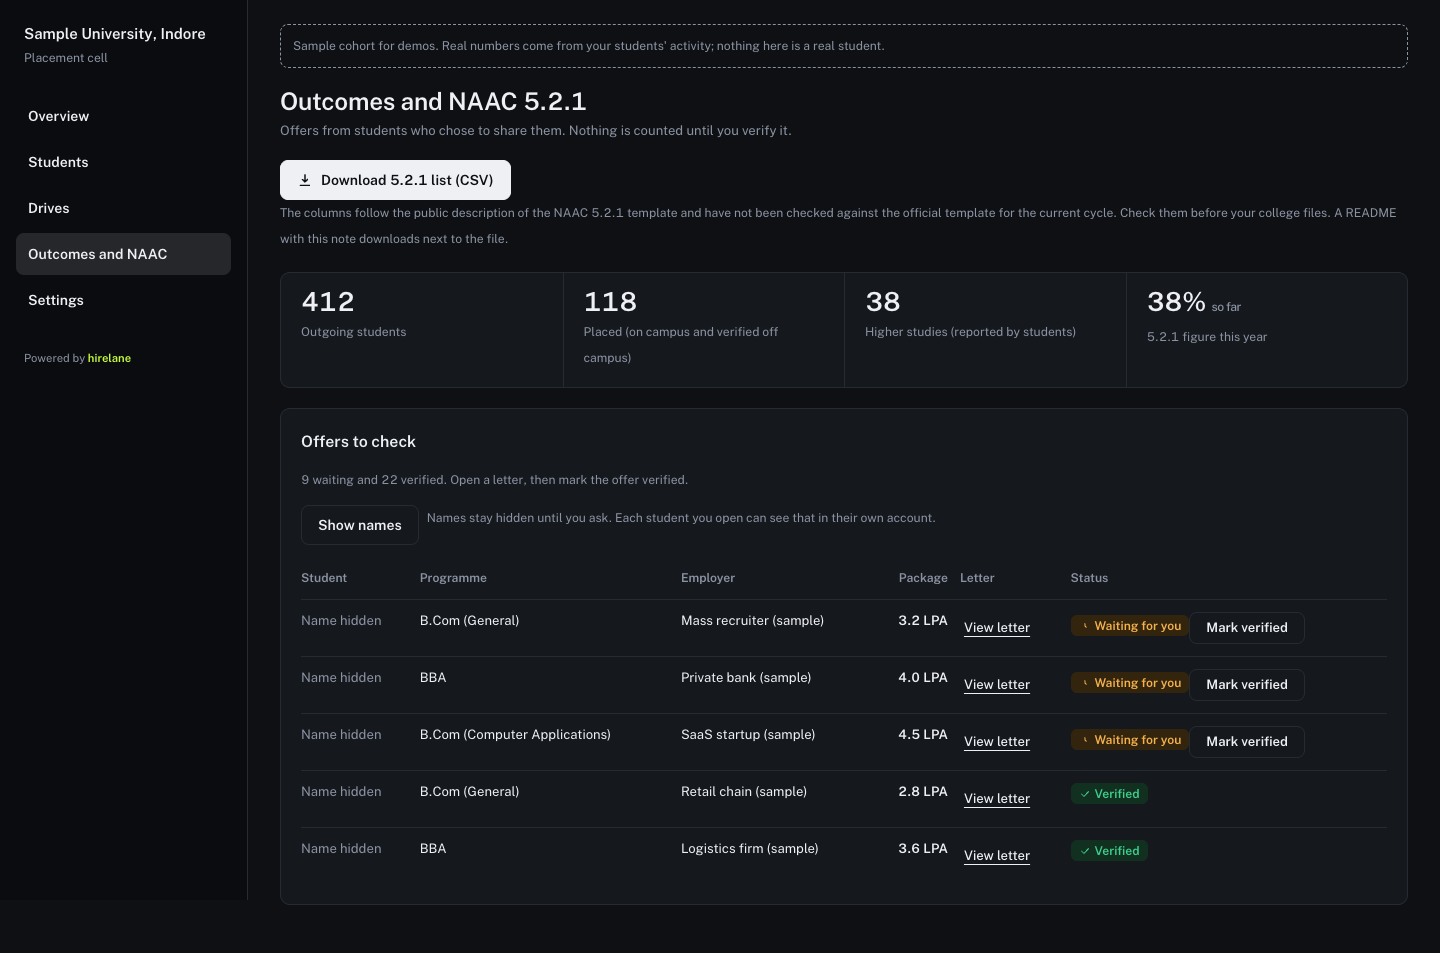 Sample University, Indore
Placement cell
Overview
Students
Drives
Outcomes and NAAC
Settings
Powered by hirelane
Sample cohort for demos. Real numbers come from your students' activity; nothing here is a real student.
Outcomes and NAAC 5.2.1
Offers from students who chose to share them. Nothing is counted until you verify it.
Download 5.2.1 list (CSV)
The columns follow the public description of the NAAC 5.2.1 template and have not been checked against the official template for the current cycle. Check them before your college files. A README
with this note downloads next to the file.
412
Outgoing students
118
Placed (on campus and verified off
campus)
38
Higher studies (reported by students)
38% so far
5.2.1 figure this year
Offers to check
9 waiting and 22 verified. Open a letter, then mark the offer verified.
Show names
Names stay hidden until you ask. Each student you open can see that in their own account.
Student Programme Employer Package Letter Status
Name hidden B.Com (General) Mass recruiter (sample) 3.2 LPA View letter Waiting for you Mark verified
Name hidden BBA Private bank (sample) 4.0 LPA View letter Waiting for you Mark verified
Name hidden B.Com (Computer Applications) SaaS startup (sample) 4.5 LPA View letter Waiting for you Mark verified
Name hidden B.Com (General) Retail chain (sample) 2.8 LPA View letter Verified
Name hidden BBA Logistics firm (sample) 3.6 LPA View letter Verified